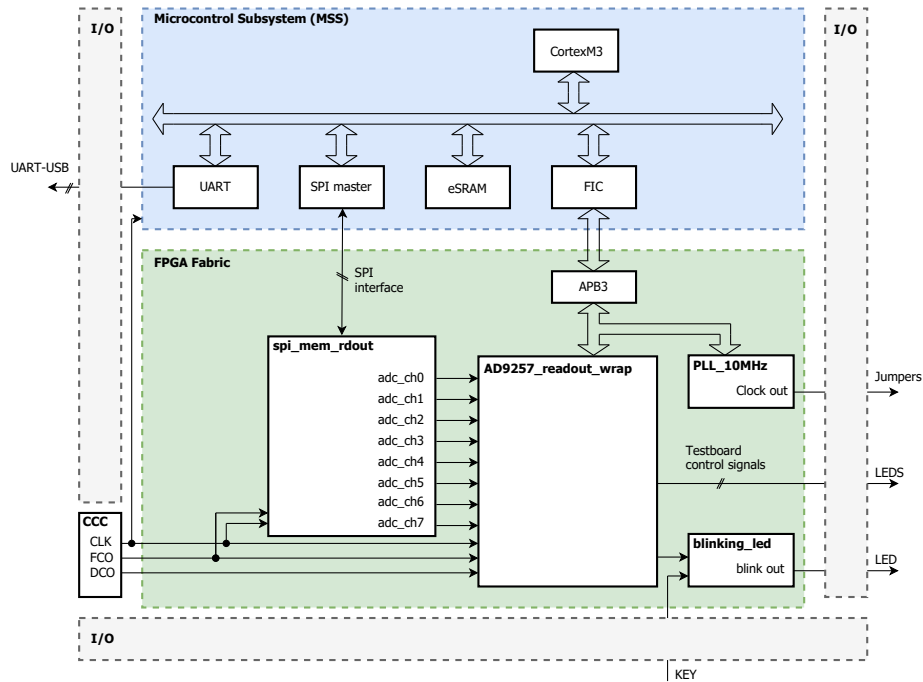 I/O
Microcontrol Subsystem (MSS)
I/O
CortexM3
UART-USB
UART
SPI master
eSRAM
FIC
FPGA Fabric
SPI
interface
APB3
spi_mem_rdout
AD9257_readout_wrap
PLL_10MHz
adc_ch0
adc_ch1
adc_ch2
adc_ch3
adc_ch4
adc_ch5
adc_ch6
adc_ch7
Clock out
Jumpers
Testboard
control signals
LEDS
CCC
CLK
FCO
DCO
blinking_led
blink out
LED
I/O
KEY